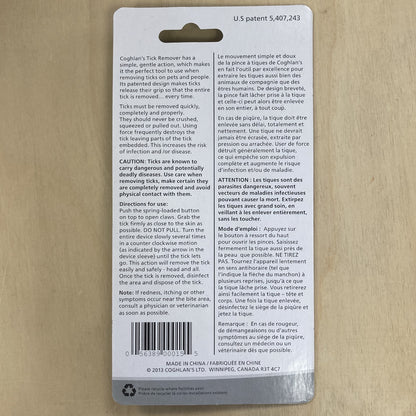 U.S patent 5,407,243
Coghlan's Tick Remover has a
simple, gentle action, which makes
it the perfect tool to use when
removing ticks on pets and people.
Its patented design makes ticks
release their grip so that the entire
tick is removed... every time.
Ticks must be removed quickly,
completely and properly.
They should never be crushed,
squeezed or pulled out. Using
force frequently destroys the
tick leaving parts of the tick
embedded. This increases the risk
of infection and /or disease.
CAUTION: Ticks are known to
carry dangerous and potentially
deadly diseases. Use care when
removing ticks, make certain they
are completely removed and avoid
physical contact with them.
Directions for use:
Push the spring-loaded button
on top to open claws. Grab the
tick firmly as close to the skin as
possible. DO NOT PULL. Turn the
entire device slowly several times
in a counter clockwise motion
(as indicated by the arrow in the
device sleeve) until the tick lets
go. This action will remove the tick
easily and safely - head and all.
Once the tick is removed, disinfect
the area and dispose of the tick.
Note: If redness, itching or other
symptoms occur near the bite area,
consult a physician or veterinarian
as soon as possible.
Le mouvement simple et doux
de la pince à tiques de Coghlan's
en fait l'outil par excellence pour
extraire les tiques aussi bien des
animaux de compagnie que des
êtres humains. De design breveté,
la pince fait lâcher prise à la tique
et celle-ci peut alors être enlevée
en son entier, à tout coup.
En cas de piqûre, la tique doit être
enlevée sans délai, totalement et
nettement. Une tique ne devrait
jamais être écrasée, extraite par
pression ou arrachée. User de force
détruit généralement la tique,
ce qui empêche son expulsion
complète et augmente le risque
d'infection et/ou de maladie.
ATTENTION : Les tiques sont des
parasites dangereux, souvent
vecteurs de maladies infectieuses
pouvant causer la mort. Extirpez
les tiques avec grand soin, en
veillant à les enlever entièrement,
sans les toucher.
Mode d'emploi : Appuyez sur
le bouton à ressort du haut
pour ouvrir les pinces. Saisissez
fermement la tique aussi près de
la peau que possible. NE TIREZ
PAS. Tournez l'appareil lentement
en sens antihoraire (tel que
l'indique la flèche du manchon) à
plusieurs reprises, jusqu'à ce que
la tique lâche prise. Vous retirerez
ainsi facilement la tique – tête et
corps. Une fois la tique enlevée,
désinfectez le siège de la piqûre et
jetez la tique.
Remarque : En cas de rougeur,
de démangeaisons ou d'autres
symptômes au siège de la piqûre,
consultez un médecin ou un
vétérinaire dès que possible.
0 56389 00015 5
MADE IN CHINA / FABRIQUÉE EN CHINE
© 2013 COGHLAN'S LTD. WINNIPEG, CANADA R3T 4C7
Please recycle where facilities exist
Prière de recycler là où les installations existent